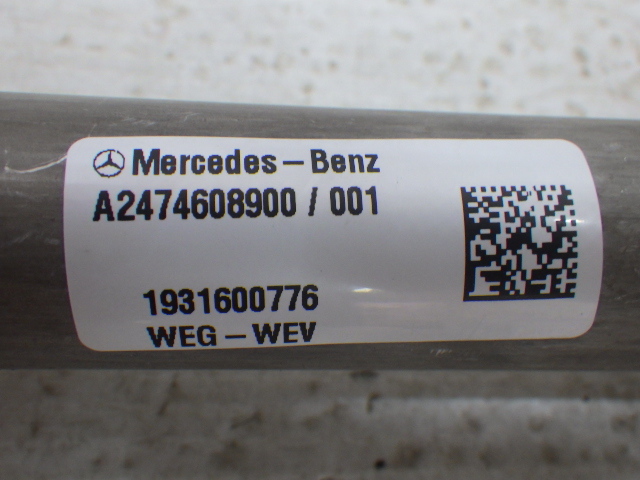 Mercedes-Benz
A2474608900 / 001
1931600776
WEG-WEV